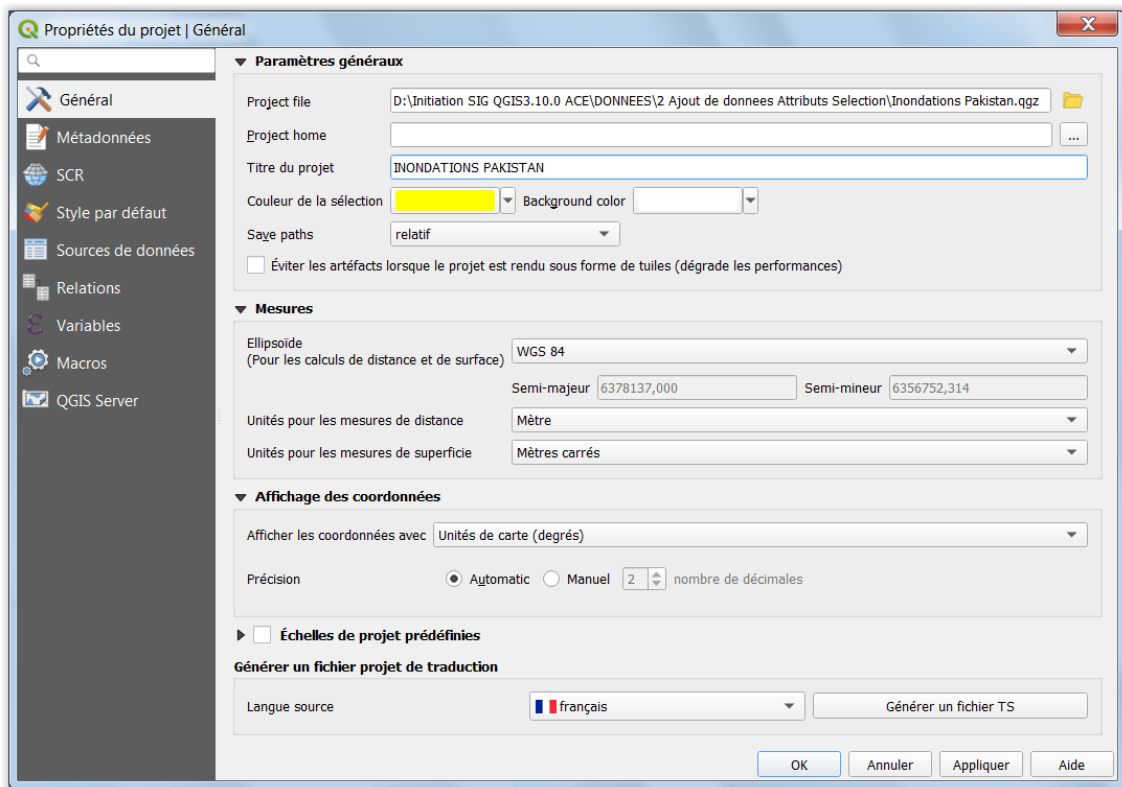 Propriétés du projet | Général
Général
Métadonnées
SCR
Style par défaut
Sources de données
Relations
Variables
Macros
QGIS Server
Paramètres généraux
Project file D:\Initiation SIG QGIS3.10.0 ACE\DONNEES\2 Ajout de donnees Attributs Selection\Inondations Pakistan.qgz
Project home ...
Titre du projet INONDATIONS PAKISTAN
Couleur de la sélection Background color
Save paths relatif
Éviter les artéfacts lorsque le projet est rendu sous forme de tuiles (dégrade les performances)
Mesures
Ellipsoïde
(Pour les calculs de distance et de surface) WGS 84
Semi-majeur 6378137,000 Semi-mineur 6356752,314
Unités pour les mesures de distance Mètre
Unités pour les mesures de superficie Mètres carrés
Affichage des coordonnées
Afficher les coordonnées avec Unités de carte (degrés)
Précision Automatic Manuel 2 nombre de décimales
Échelles de projet prédéfinies
Générer un fichier projet de traduction
Langue source français Générer un fichier TS
OK Annuler Appliquer Aide